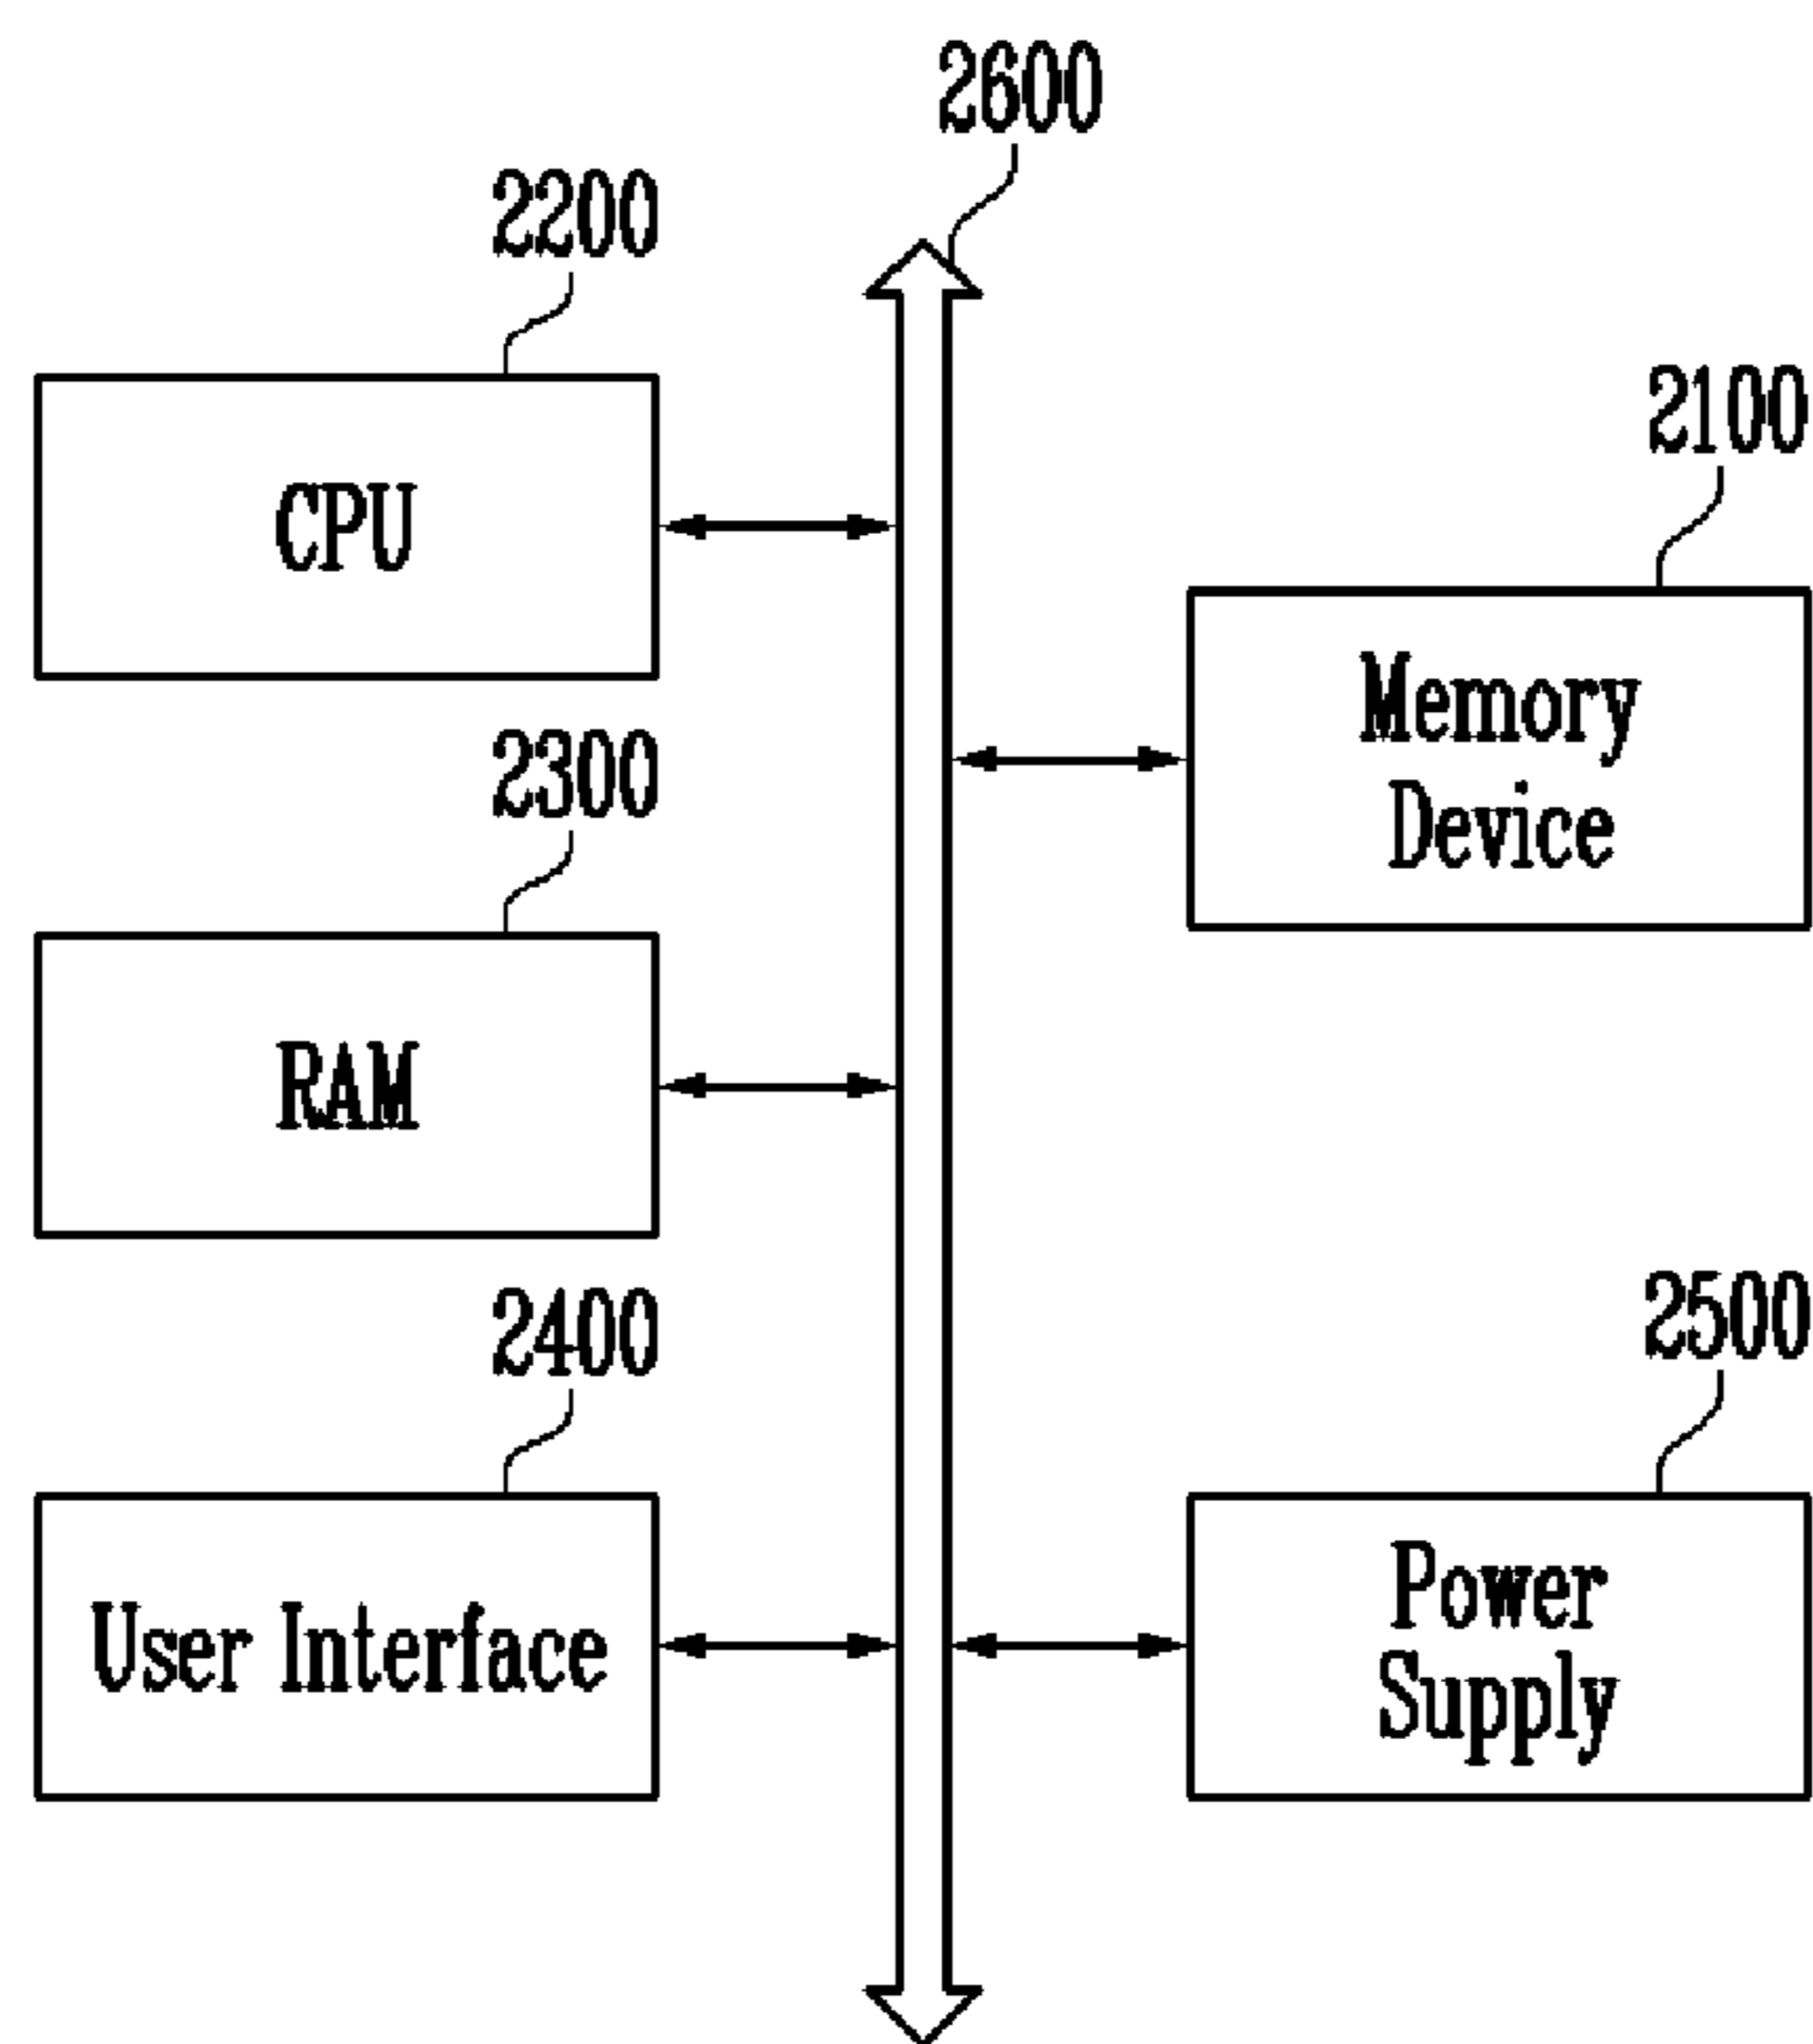 2600
2200
CPU
2100
Memory
Device
2300
RAM
2400
User Interface
2500
Power
Supply